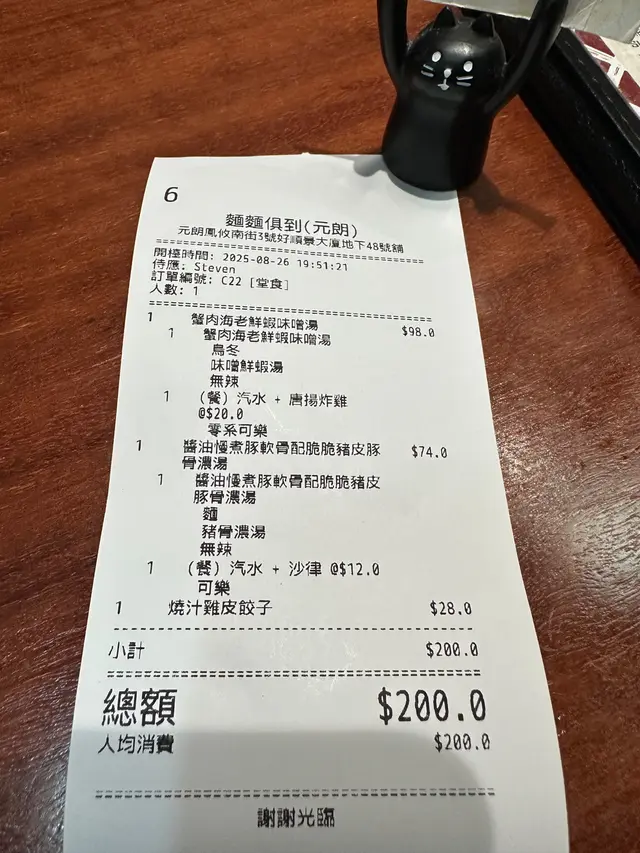 6
麵麵俱到(元朗)
元朗鳳攸南街3號好順景大廈地下48號舖
開檯時間: 2025-08-26 19:51:21
侍應: Steven
訂單編號: C22 [堂食]
人數: 1
1 蟹肉海老鮮蝦味噌湯 $98.0
1 蟹肉海老鮮蝦味噌湯
烏冬
味噌鮮蝦湯
無辣
1 (餐) 汽水 + 唐揚炸雞
@$20.0
零系可樂
1 醬油慢煮豚軟骨配脆脆豬皮豚 $74.0
骨濃湯
1 醬油慢煮豚軟骨配脆脆豬皮
豚骨濃湯
麵
豬骨濃湯
無辣
1 (餐) 汽水 + 沙律 @$12.0
可樂
1 燒汁雞皮餃子 $28.0
小計 $200.0
總額 $200.0
人均消費 $200.0
謝謝光臨